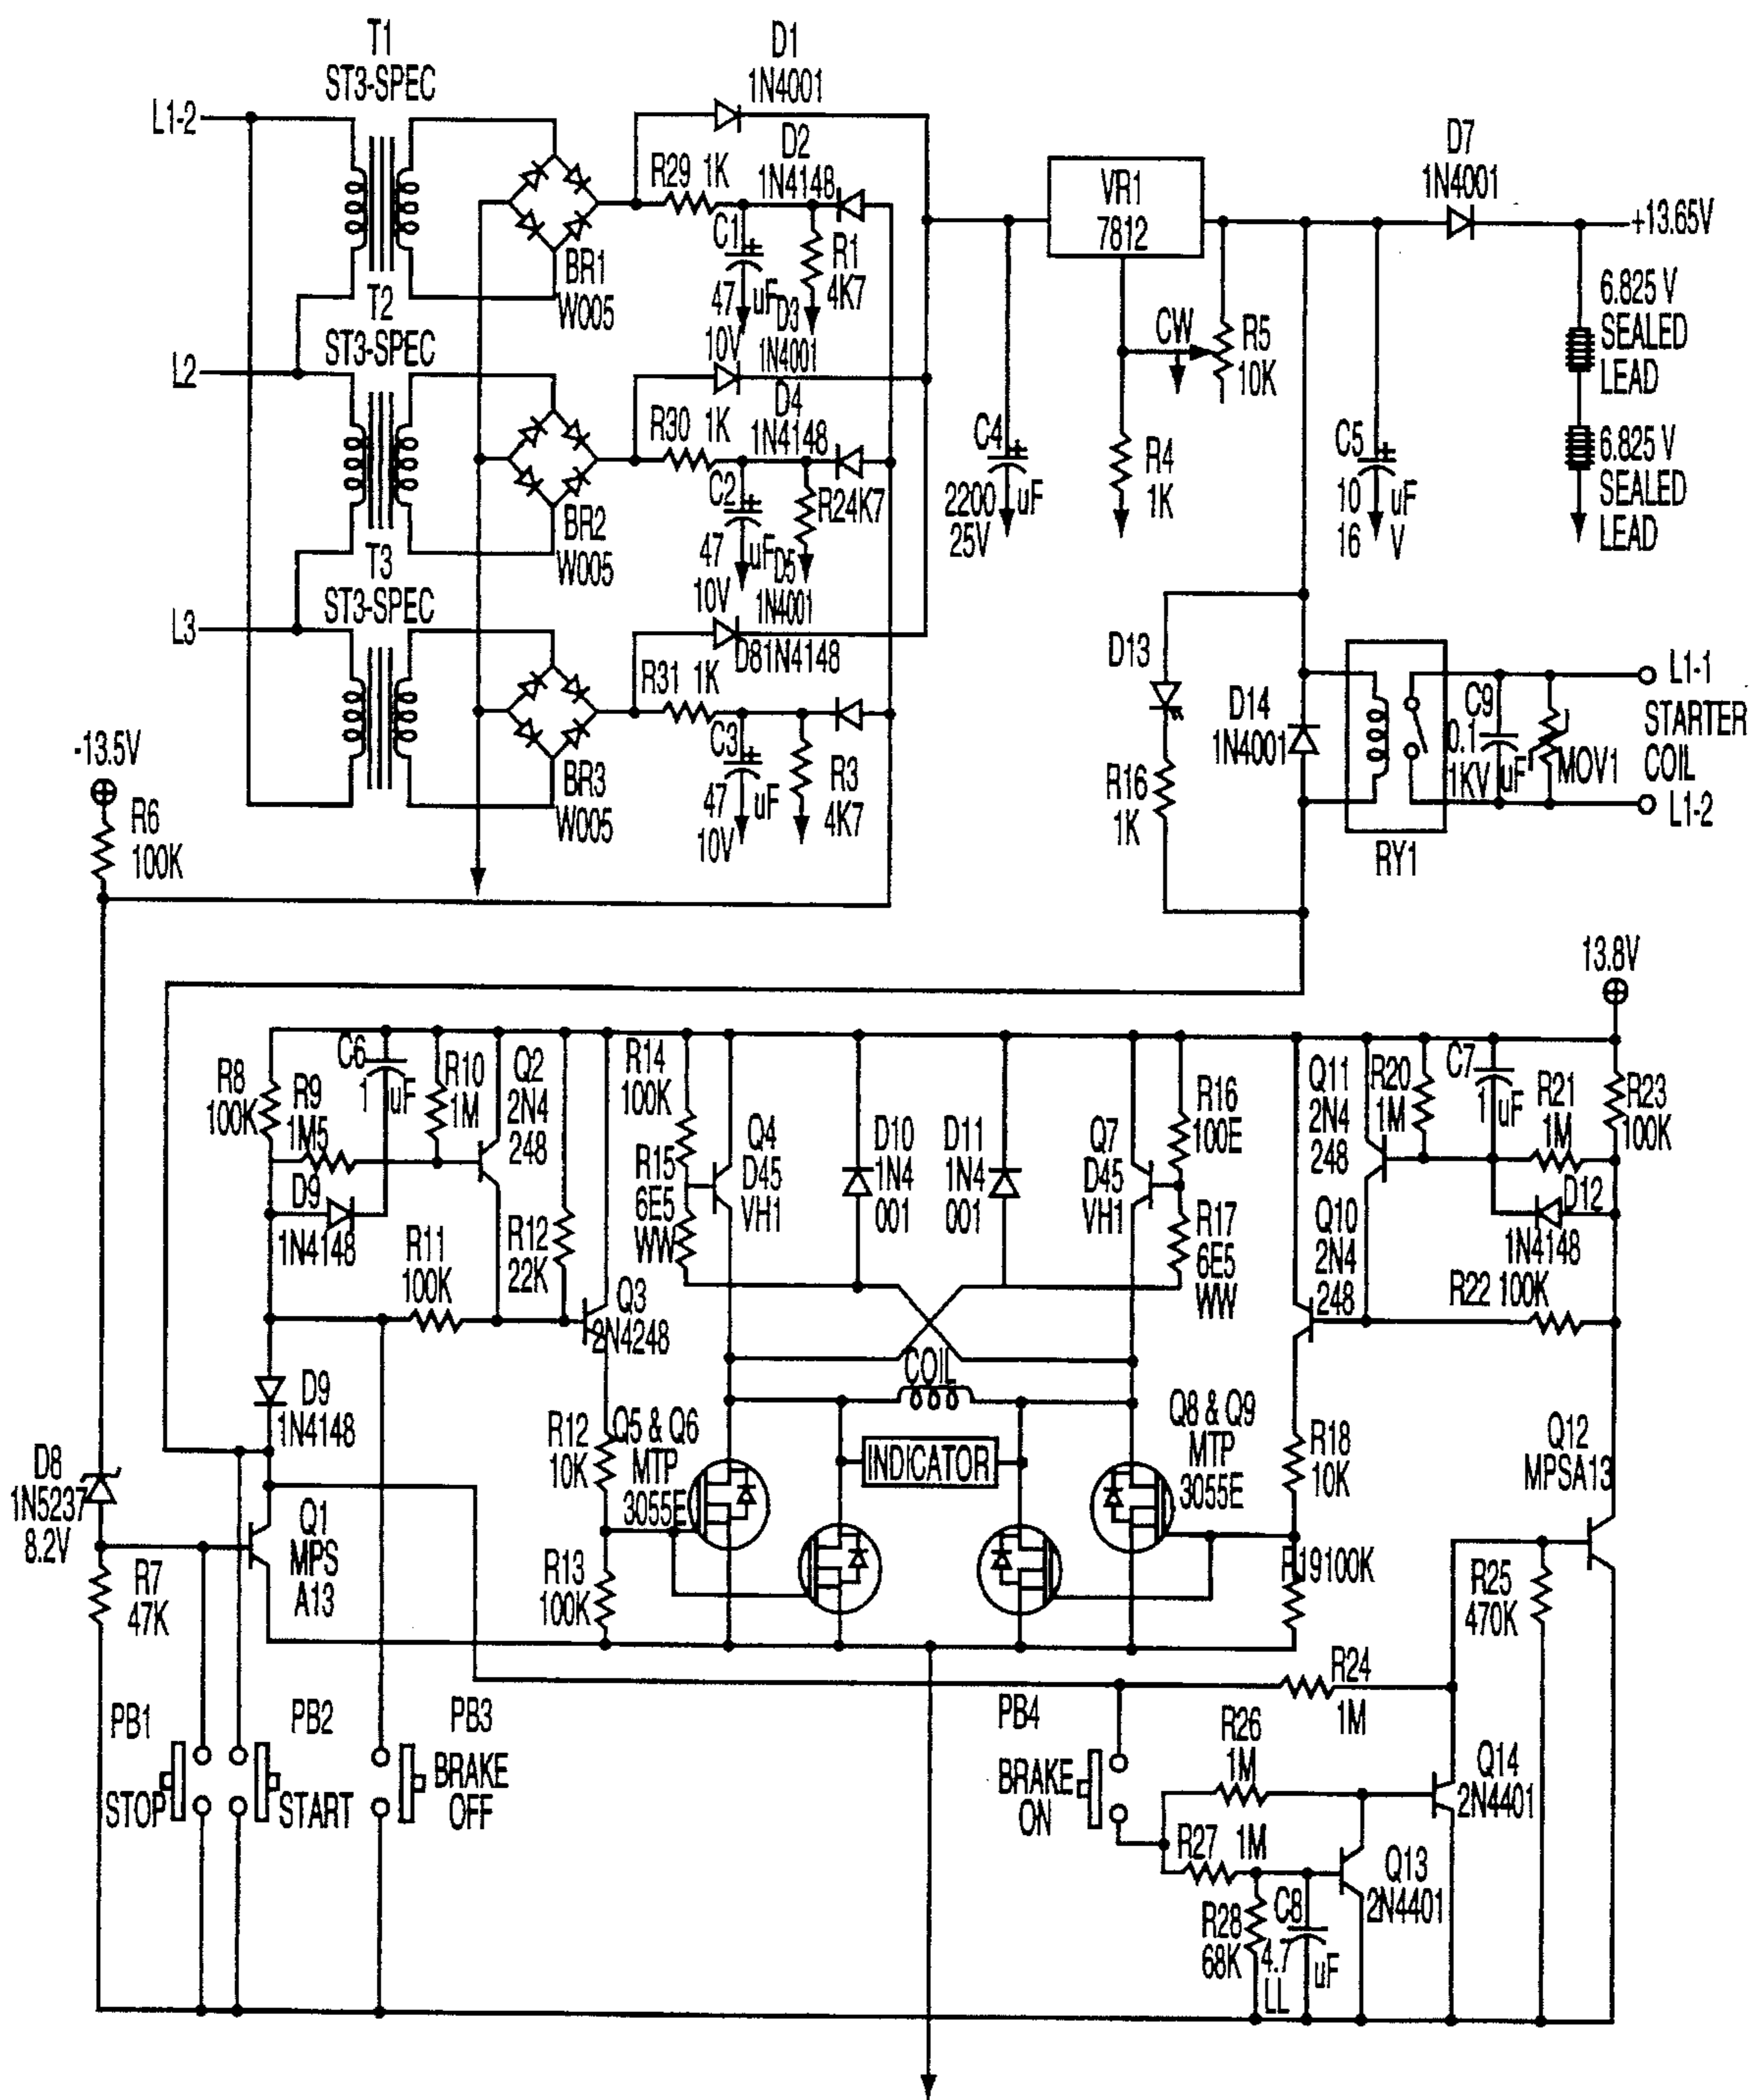 T1
ST3-SPEC
L1-2
D1
1N4001
D2
1N4148
R29 1K
C1
+
47 uF
10V
R1
4K7
BR1
W005
T2
ST3-SPEC
L2
D3
1N4001
D4
1N4148
R30 1K
C2
+
47 uF
10V
R24K7
BR2
W005
T3
ST3-SPEC
L3
D5
1N4001
D81N4148
R31 1K
C3
+
47 uF
10V
R3
4K7
BR3
W005
VR1
7812
CW
R5
10K
R4
1K
C4
+
2200 uF
25V
D7
1N4001
+13.65V
C5
+
10 uF
16 V
6.825 V
SEALED
LEAD
6.825 V
SEALED
LEAD
D13
R16
1K
D14
1N4001
RY1
C9
0.1
1KV uF
MOV1
L1-1
STARTER
COIL
L1-2
-13.5V
R6
100K
13.8V
R8
100K
R9
1M5
C6
1 uF
R10
1M
Q2
2N4
248
D9
1N4148
R11
100K
R12
22K
Q3
2N4248
R14
100K
R15
6E5
WW
Q4
D45
VH1
D10
1N4
001
D11
1N4
001
Q7
D45
VH1
R16
100E
R17
6E5
WW
Q11
2N4
248
R20
1M
C7
1 uF
R21
1M
R23
100K
D12
1N4148
Q10
2N4
248
R22 100K
D9
1N4148
COIL
INDICATOR
R12
10K
Q5 & Q6
MTP
3055E
Q8 & Q9
MTP
3055E
R18
10K
Q12
MPSA13
D8
1N5237
8.2V
R7
47K
Q1
MPS
A13
R13
100K
R19100K
R25
470K
R24
1M
PB1
STOP
PB2
START
PB3
BRAKE
OFF
PB4
BRAKE
ON
R26
1M
R27 1M
R28
68K
C8
4.7 uF
LL
Q13
2N4401
Q14
2N4401